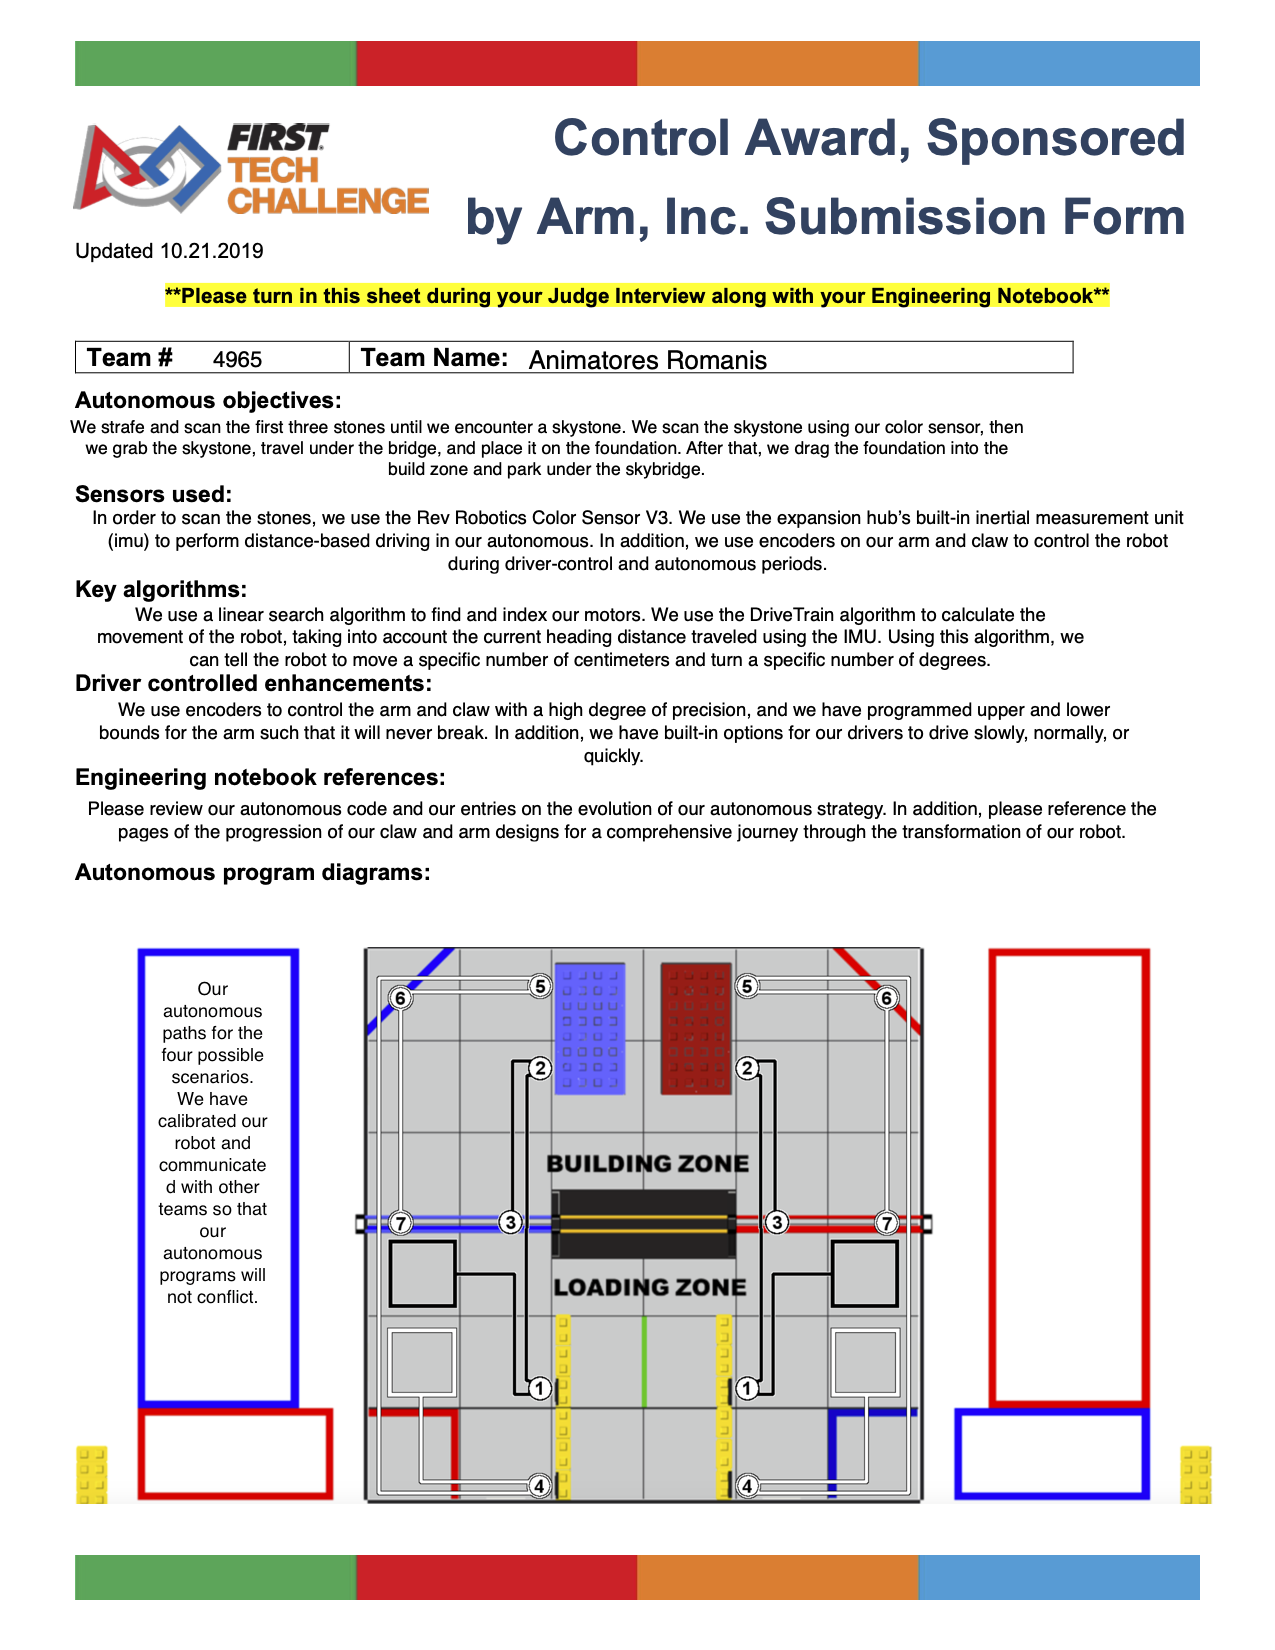 FIRST
TECH
CHALLENGE
Control Award, Sponsored
by Arm, Inc. Submission Form
Updated 10.21.2019
**Please turn in this sheet during your Judge Interview along with your Engineering Notebook**
Team # 4965 Team Name: Animatores Romanis
Autonomous objectives:
We strafe and scan the first three stones until we encounter a skystone. We scan the skystone using our color sensor, then
we grab the skystone, travel under the bridge, and place it on the foundation. After that, we drag the foundation into the
build zone and park under the skybridge.
Sensors used:
In order to scan the stones, we use the Rev Robotics Color Sensor V3. We use the expansion hub's built-in inertial measurement unit
(imu) to perform distance-based driving in our autonomous. In addition, we use encoders on our arm and claw to control the robot
during driver-control and autonomous periods.
Key algorithms:
We use a linear search algorithm to find and index our motors. We use the DriveTrain algorithm to calculate the
movement of the robot, taking into account the current heading distance traveled using the IMU. Using this algorithm, we
can tell the robot to move a specific number of centimeters and turn a specific number of degrees.
Driver controlled enhancements:
We use encoders to control the arm and claw with a high degree of precision, and we have programmed upper and lower
bounds for the arm such that it will never break. In addition, we have built-in options for our drivers to drive slowly, normally, or
quickly.
Engineering notebook references:
Please review our autonomous code and our entries on the evolution of our autonomous strategy. In addition, please reference the
pages of the progression of our claw and arm designs for a comprehensive journey through the transformation of our robot.
Autonomous program diagrams:
Our
autonomous
paths for the
four possible
scenarios.
We have
calibrated our
robot and
communicate
d with other
teams so that
our
autonomous
programs will
not conflict.
5 5
6 6
2 2
BUILDING ZONE
7 3 3 7
LOADING ZONE
1 1
4 4